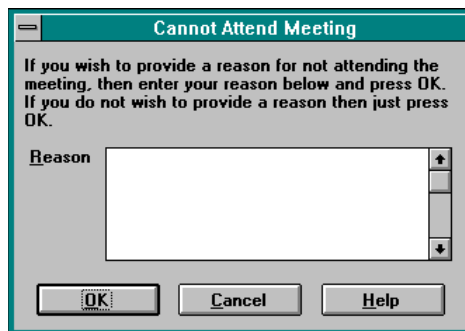 Cannot Attend Meeting
If you wish to provide a reason for not attending the
meeting, then enter your reason below and press OK.
If you do not wish to provide a reason then just press
OK.
Reason
OK Cancel Help